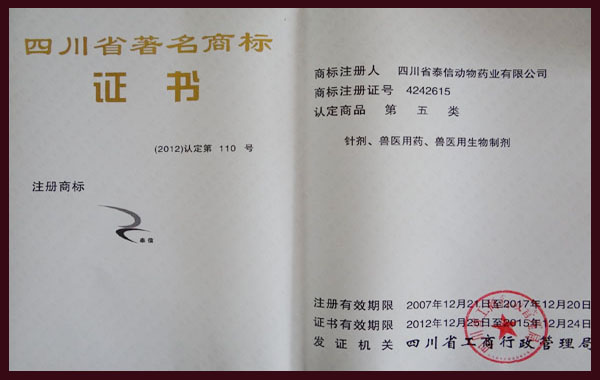 四川省著名商标
证书
(2012)认定第 110 号
注册商标
泰信
商标注册人 四川省泰信动物药业有限公司
商标注册证号 4242615
认定商品 第五类
针剂、兽医用药、兽医用生物制剂
注册有效期限 2007年12月21日至2017年12月20日
证书有效期限 2012年12月25日至2015年12月24日
发证机关 四川省工商行政管理局